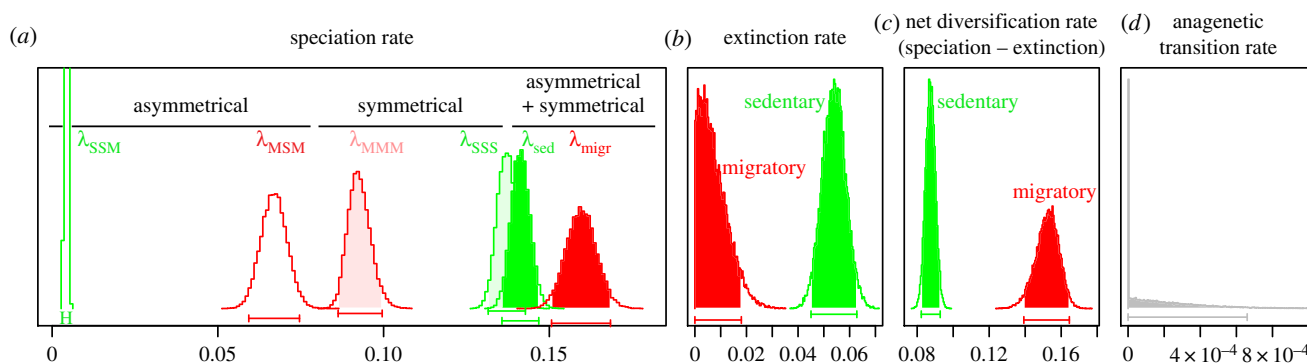 (a)
speciation rate
asymmetrical
symmetrical
asymmetrical
+ symmetrical
λSSM
λMSM
λMMM
λSSS
λsed
λmigr
0
0.05
0.10
0.15
(b)
extinction rate
sedentary
migratory
0
0.02
0.04
0.06
(c)
net diversification rate
(speciation – extinction)
sedentary
migratory
0.08
0.12
0.16
(d)
anagenetic
transition rate
0
4 × 10⁻⁴
8 × 10⁻⁴